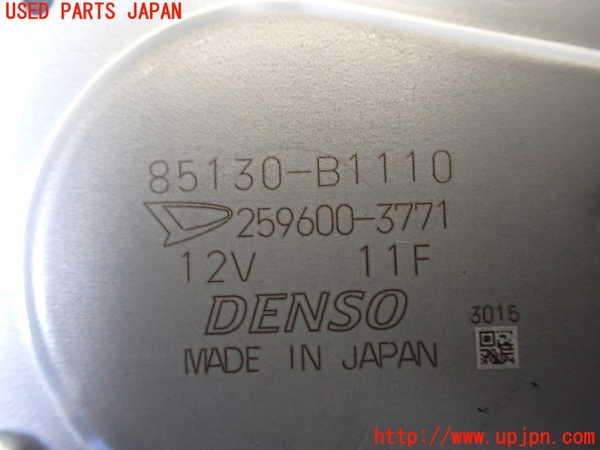 USED PARTS JAPAN
85130-B1110
259600-3771
12V 11F
DENSO
3015
MADE IN JAPAN
http://www.upjpn.com/